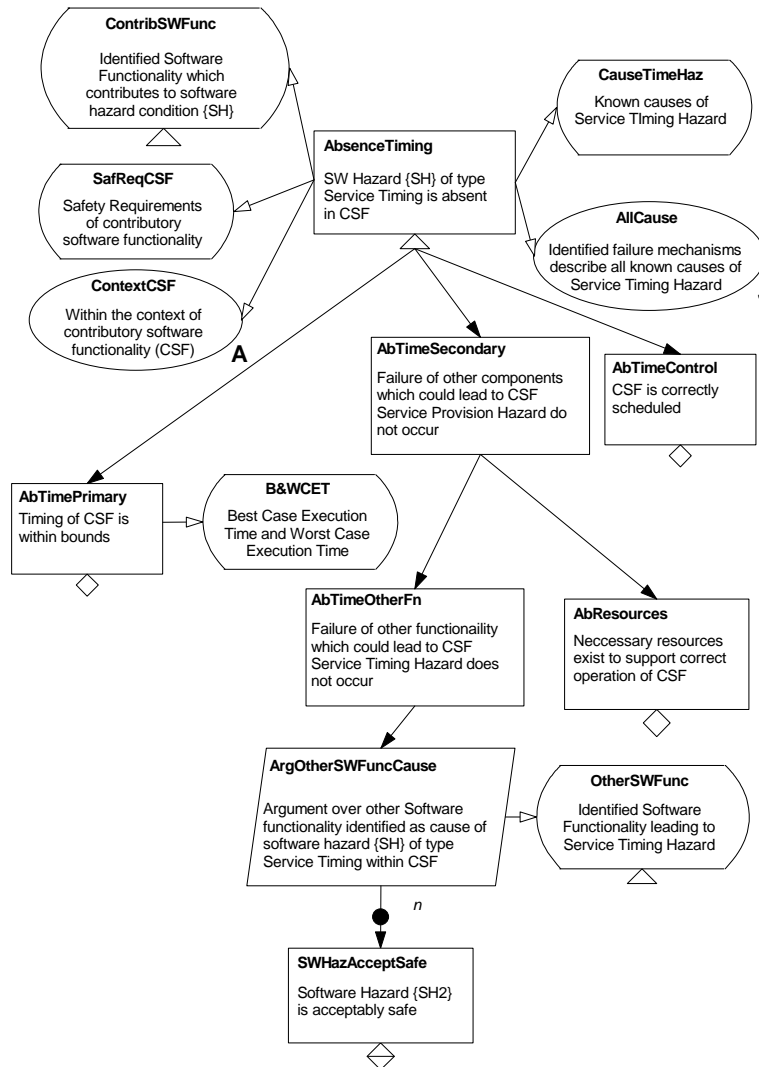 ContribSWFunc
Identified Software
Functionality which
contributes to software
hazard condition {SH}
CauseTimeHaz
Known causes of
Service TIming Hazard
AbsenceTiming
SW Hazard {SH} of type
Service Timing is absent
in CSF
SafReqCSF
Safety Requirements
of contributory
software functionality
AllCause
Identified failure mechanisms
describe all known causes of
Service Timing Hazard
ContextCSF
Within the context of
contributory software
functionality (CSF)
A
AbTimeSecondary
Failure of other components
which could lead to CSF
Service Provision Hazard do
not occur
AbTimeControl
CSF is correctly
scheduled
AbTimePrimary
Timing of CSF is
within bounds
B&WCET
Best Case Execution
Time and Worst Case
Execution Time
AbTimeOtherFn
Failure of other functionaility
which could lead to CSF
Service Timing Hazard does
not occur
AbResources
Neccessary resources
exist to support correct
operation of CSF
ArgOtherSWFuncCause
Argument over other Software
functionality identified as cause of
software hazard {SH} of type
Service Timing within CSF
OtherSWFunc
Identified Software
Functionality leading to
Service Timing Hazard
n
SWHazAcceptSafe
Software Hazard {SH2}
is acceptably safe